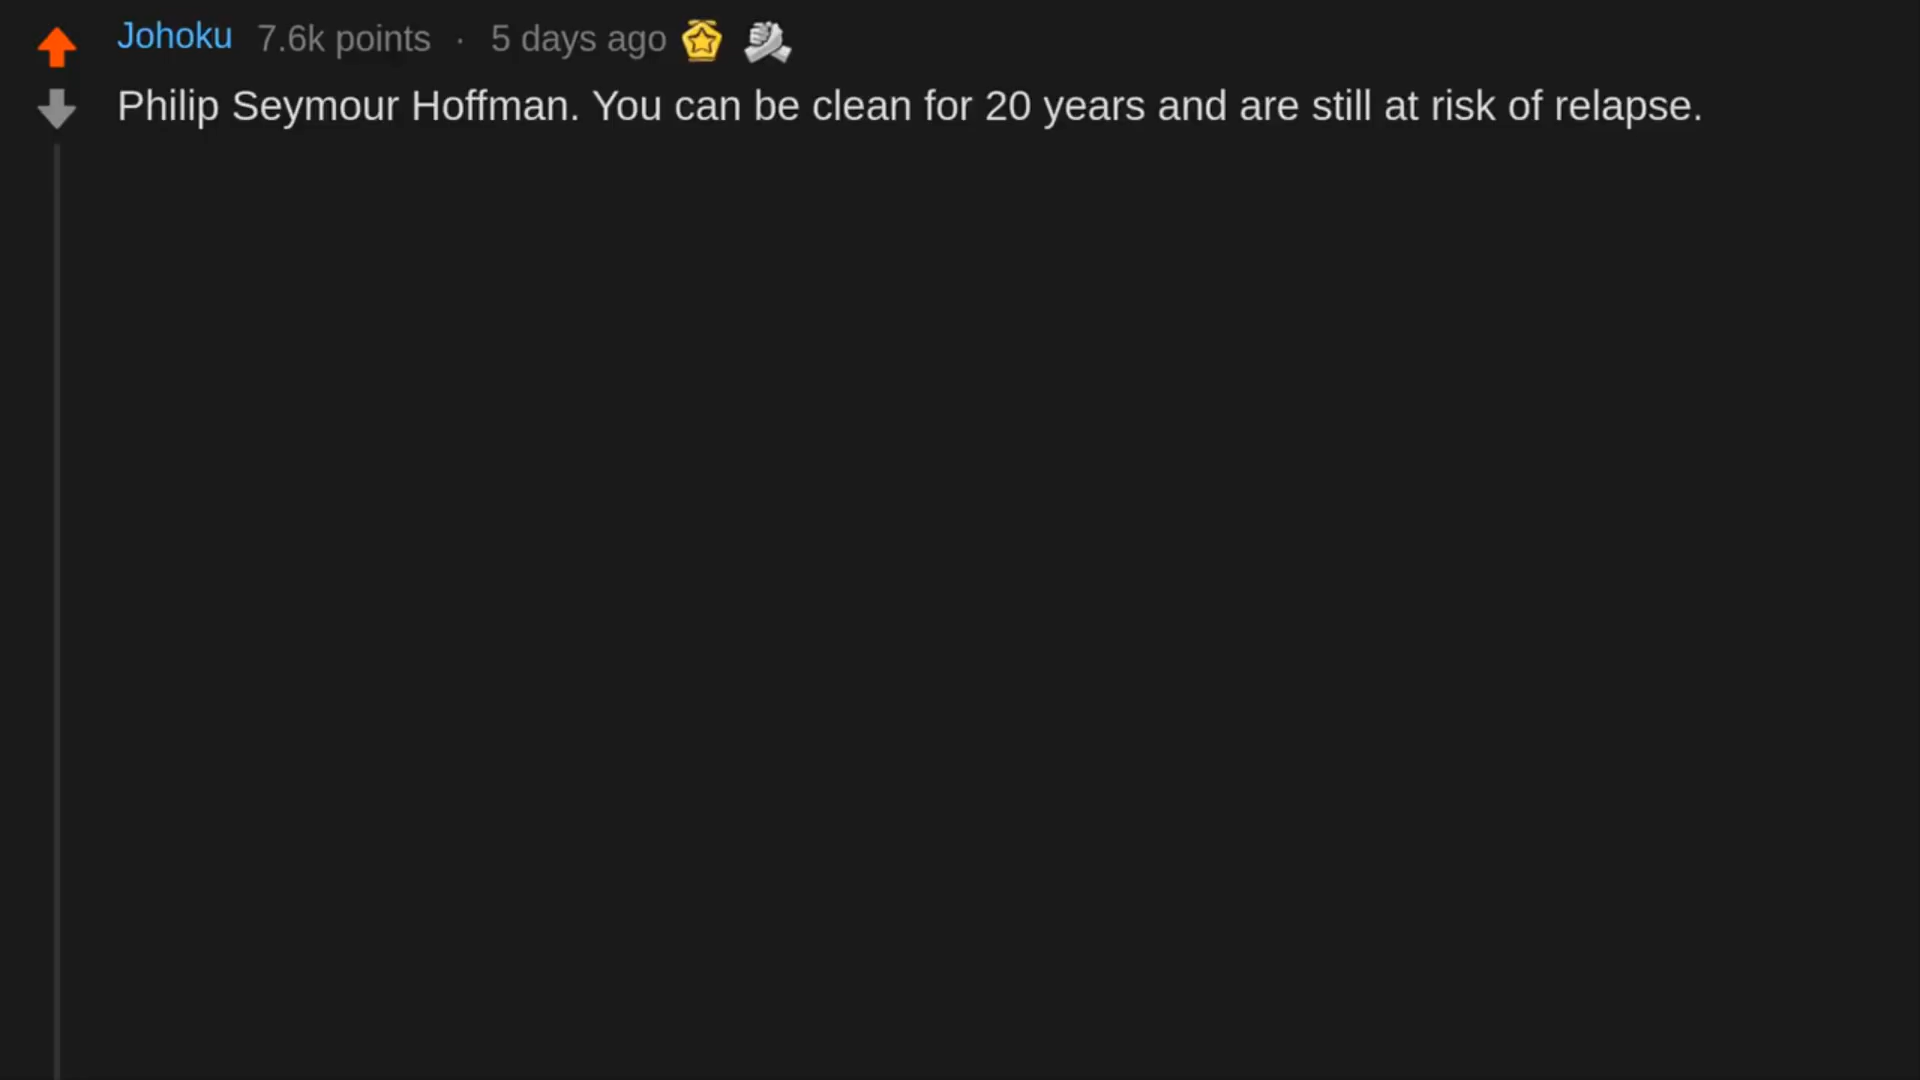 Johoku 7.6k points · 5 days ago
Philip Seymour Hoffman. You can be clean for 20 years and are still at risk of relapse.